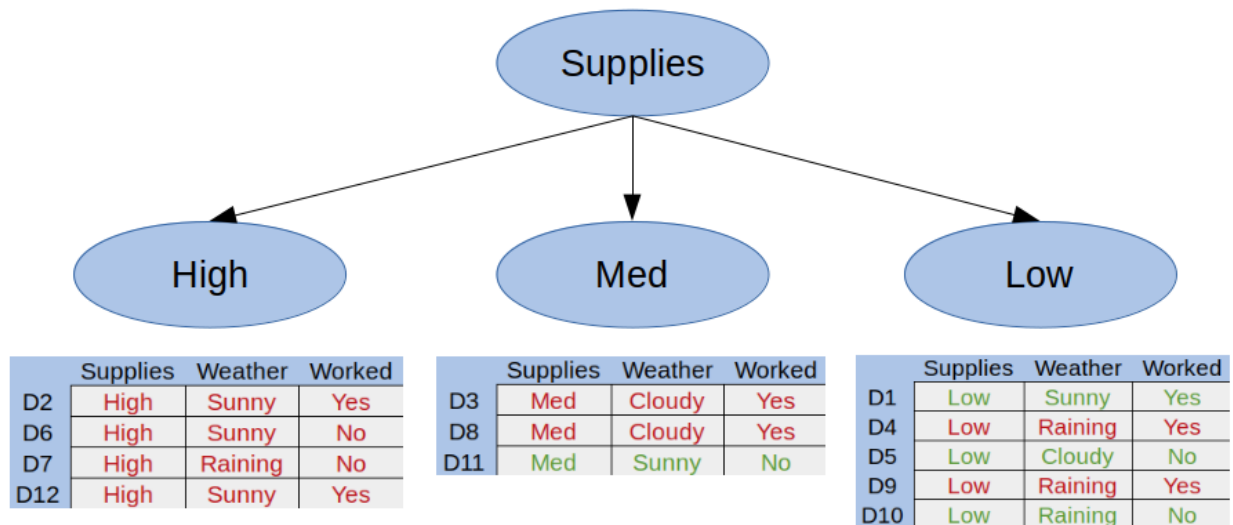 Supplies
High
Med
Low
Supplies Weather Worked
D2 High Sunny Yes
D6 High Sunny No
D7 High Raining No
D12 High Sunny Yes
Supplies Weather Worked
D3 Med Cloudy Yes
D8 Med Cloudy Yes
D11 Med Sunny No
Supplies Weather Worked
D1 Low Sunny Yes
D4 Low Raining Yes
D5 Low Cloudy No
D9 Low Raining Yes
D10 Low Raining No